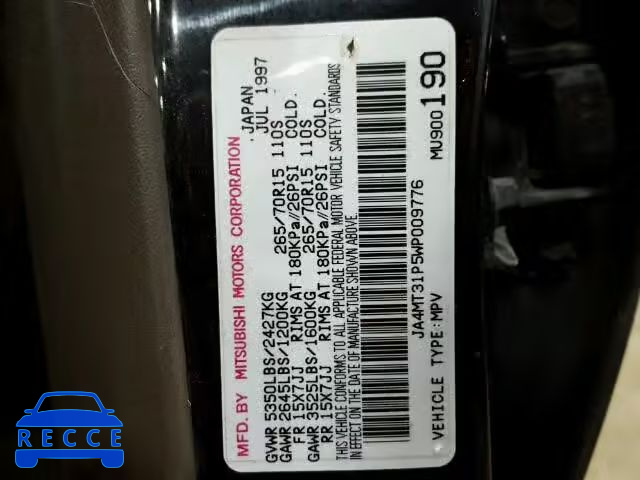 MFD. BY MITSUBISHI MOTORS CORPORATION JAPAN
JUL 1997
GVWR 5350LBS/2427KG
GAWR 2645LBS/1200KG 265/70R15 110S
FR 15X7JJ RIMS AT 180KPa//26PSI COLD.
GAWR 3525LBS/1600KG 265/70R15 110S
RR 15X7JJ RIMS AT 180KPa//26PSI COLD.
THIS VEHICLE CONFORMS TO ALL APPLICABLE FEDERAL MOTOR VEHICLE SAFETY STANDARDS
IN EFFECT ON THE DATE OF MANUFACTURE SHOWN ABOVE.
JA4MT31P5WP009776
VEHICLE TYPE:MPV MU900190
RECCE